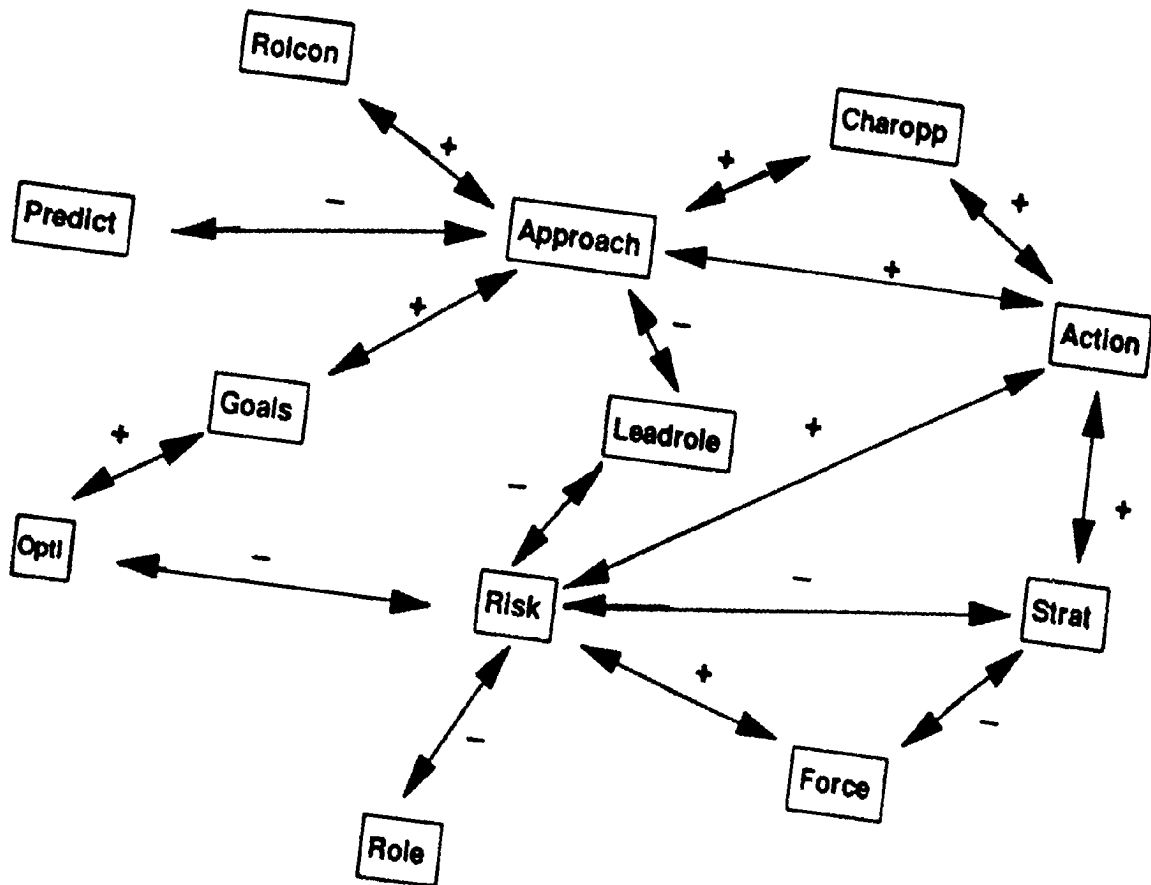 Rolcon
Charopp
+
+
Predict
−
+
Approach
+
+
Action
+
−
Goals
Leadrole
+
+
−
+
Opti
−
Risk
−
Strat
+
−
−
Force
Role